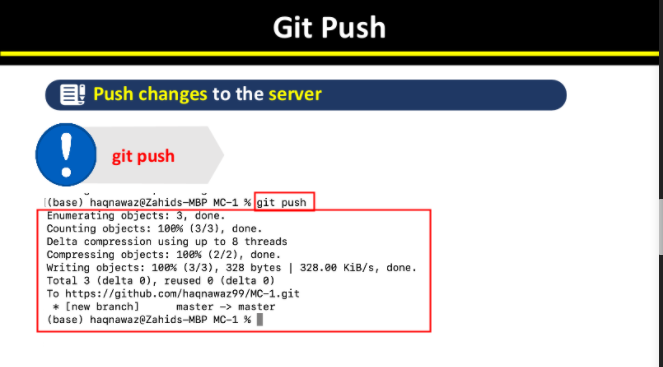 Git Push
Push changes to the server
git push
(base) haqnawaz@Zahids-MBP MC-1 % git push
Enumerating objects: 3, done.
Counting objects: 100% (3/3), done.
Delta compression using up to 8 threads
Compressing objects: 100% (2/2), done.
Writing objects: 100% (3/3), 328 bytes | 328.00 KiB/s, done.
Total 3 (delta 0), reused 0 (delta 0)
To https://github.com/haqnawaz99/MC-1.git
* [new branch]      master -> master
(base) haqnawaz@Zahids-MBP MC-1 %